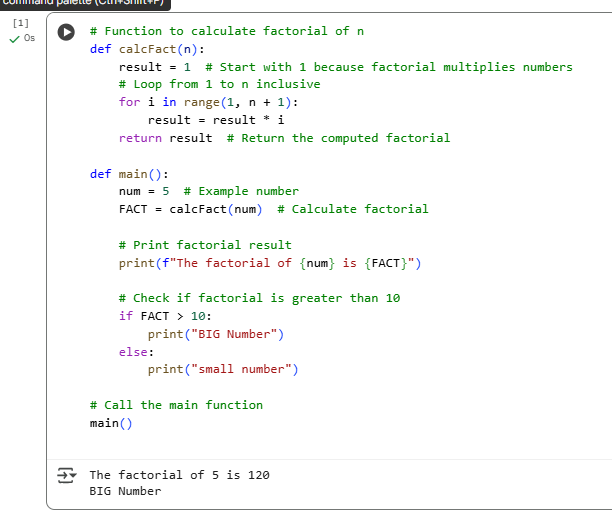 command palette (Ctrl+Shift+P)
[1]
0s
# Function to calculate factorial of n
def calcFact(n):
    result = 1  # Start with 1 because factorial multiplies numbers
    # Loop from 1 to n inclusive
    for i in range(1, n + 1):
        result = result * i
    return result  # Return the computed factorial

def main():
    num = 5  # Example number
    FACT = calcFact(num)  # Calculate factorial

    # Print factorial result
    print(f"The factorial of {num} is {FACT}")

    # Check if factorial is greater than 10
    if FACT > 10:
        print("BIG Number")
    else:
        print("small number")

# Call the main function
main()

The factorial of 5 is 120
BIG Number